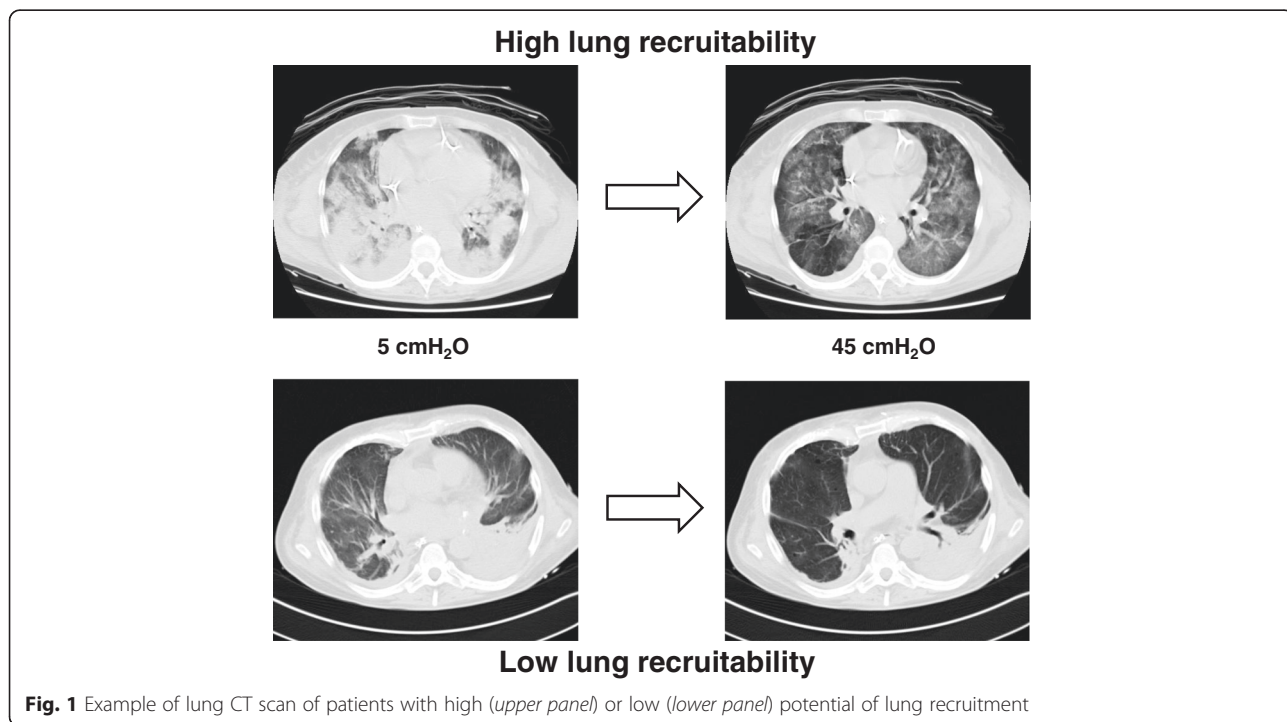 High lung recruitability
5 cmH₂O 45 cmH₂O
Low lung recruitability
Fig. 1 Example of lung CT scan of patients with high (upper panel) or low (lower panel) potential of lung recruitment